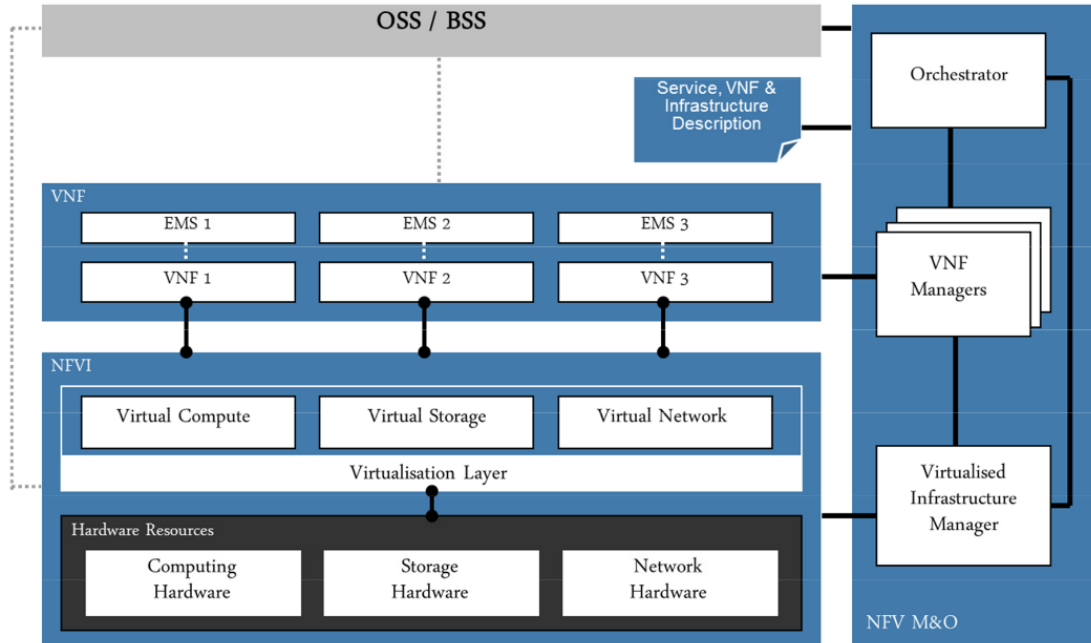 OSS / BSS
Orchestrator
Service, VNF &
Infrastructure
Description
VNF
EMS 1
EMS 2
EMS 3
VNF 1
VNF 2
VNF 3
VNF
Managers
NFVI
Virtual Compute
Virtual Storage
Virtual Network
Virtualisation Layer
Virtualised
Infrastructure
Manager
Hardware Resources
Computing
Hardware
Storage
Hardware
Network
Hardware
NFV M&O